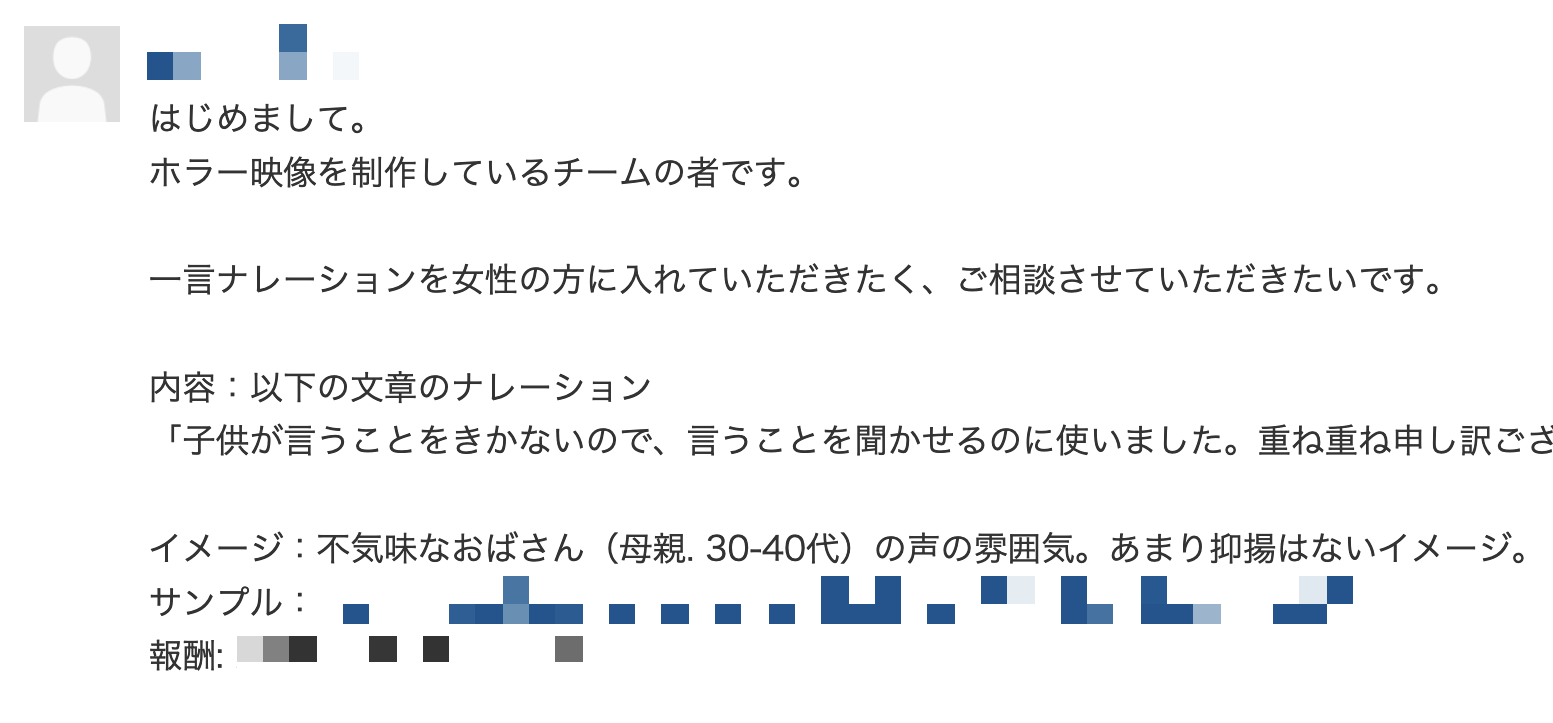 はじめまして。
ホラー映像を制作しているチームの者です。
一言ナレーションを女性の方に入れていただきたく、ご相談させていただきたいです。
内容：以下の文章のナレーション
「子供が言うことをきかないので、言うことを聞かせるのに使いました。重ね重ね申し訳ござ
イメージ：不気味なおばさん（母親. 30-40代）の声の雰囲気。あまり抑揚はないイメージ。
サンプル：
報酬: